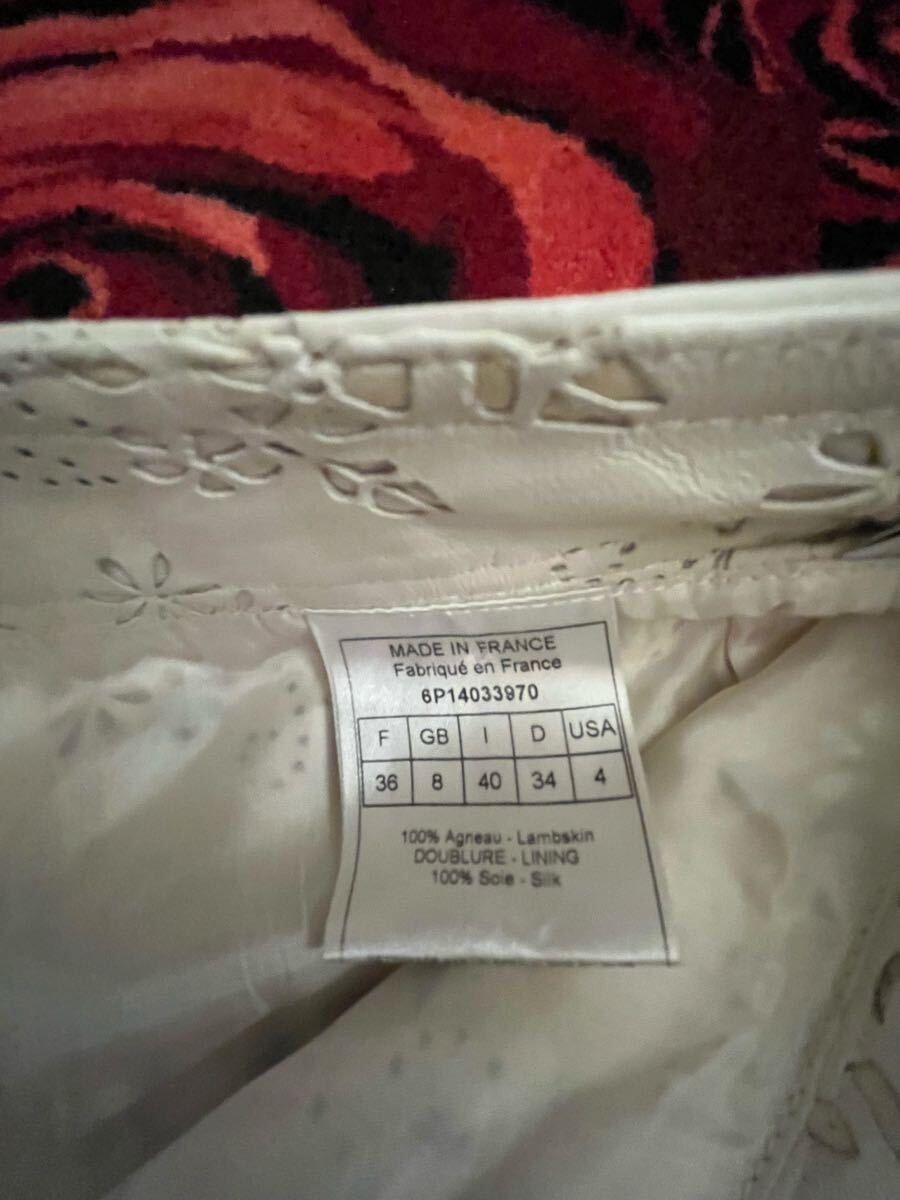 MADE IN FRANCE
Fabriqué en France
6P14033970
F GB I D USA
36 8 40 34 4
100% Agneau - Lambskin
DOUBLURE - LINING
100% Soie - Silk